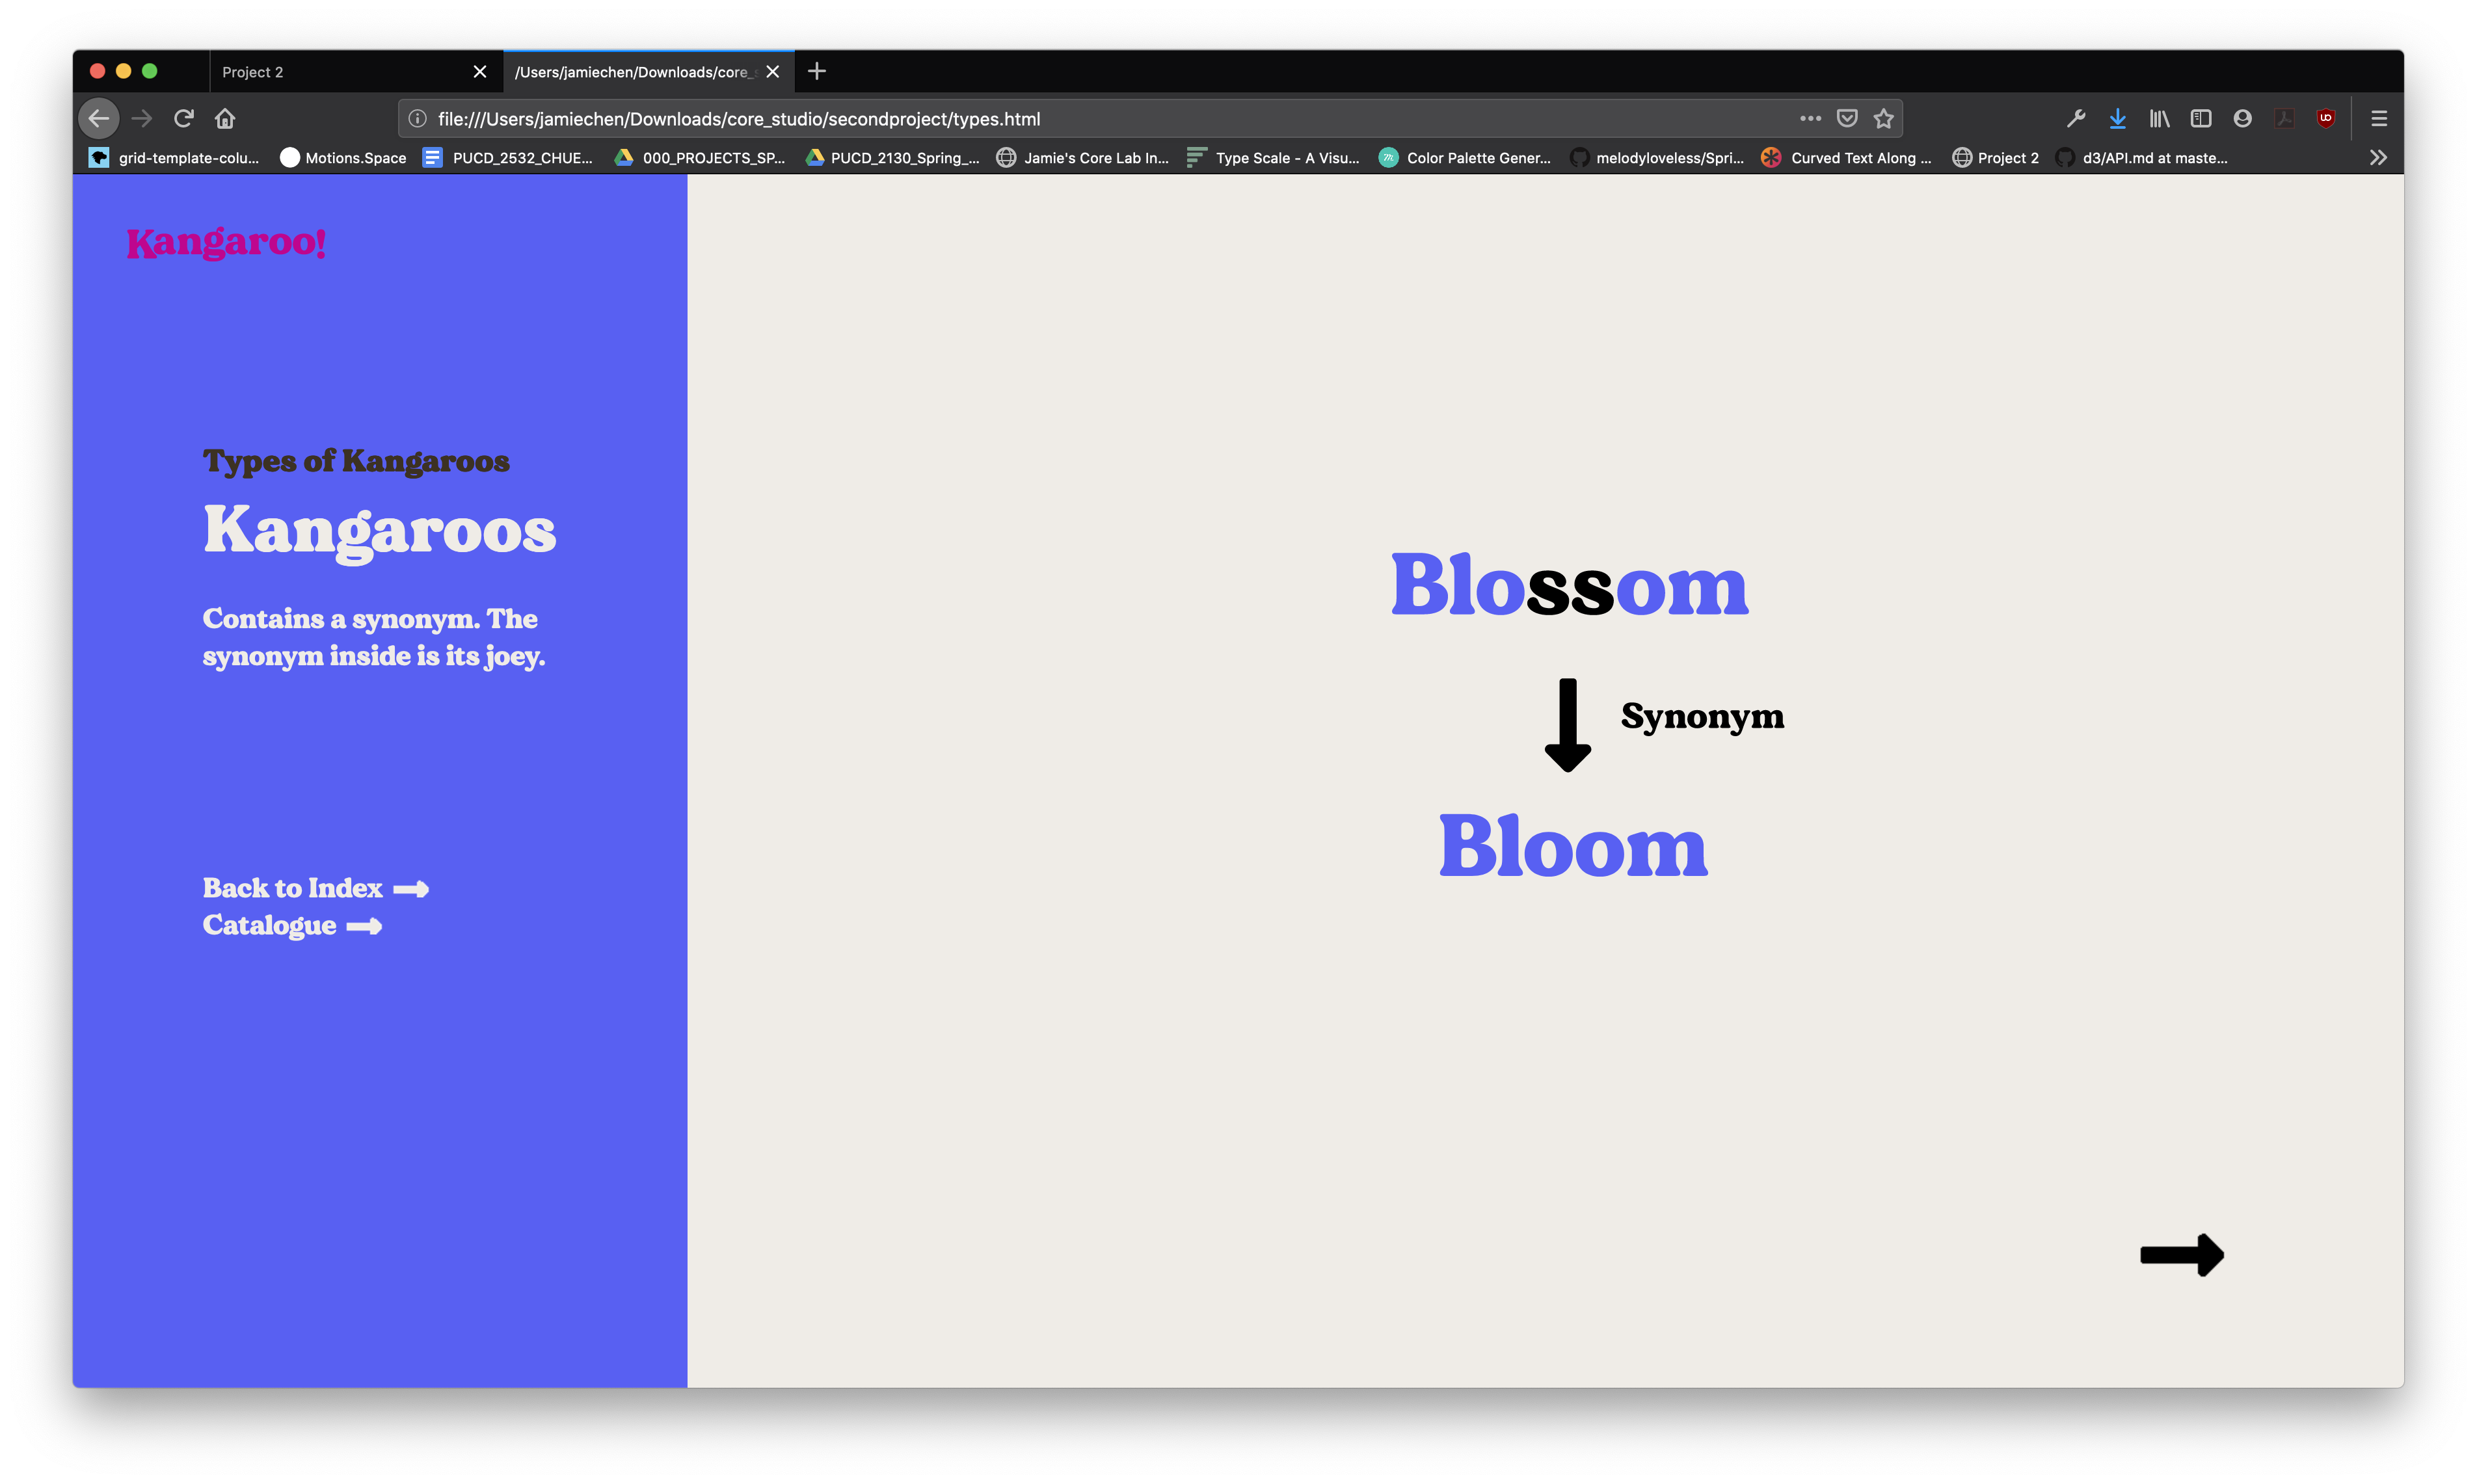 Project 2
/Users/jamiechen/Downloads/core_s
file:///Users/jamiechen/Downloads/core_studio/secondproject/types.html
grid-template-colu... Motions.Space PUCD_2532_CHUE... 000_PROJECTS_SP... PUCD_2130_Spring_... Jamie's Core Lab In... Type Scale - A Visu... Color Palette Gener... melodyloveless/Spri... Curved Text Along ... Project 2 d3/API.md at maste...
Kangaroo!
Types of Kangaroos
Kangaroos
Contains a synonym. The
synonym inside is its joey.
Back to Index
Catalogue
Blossom
Synonym
Bloom